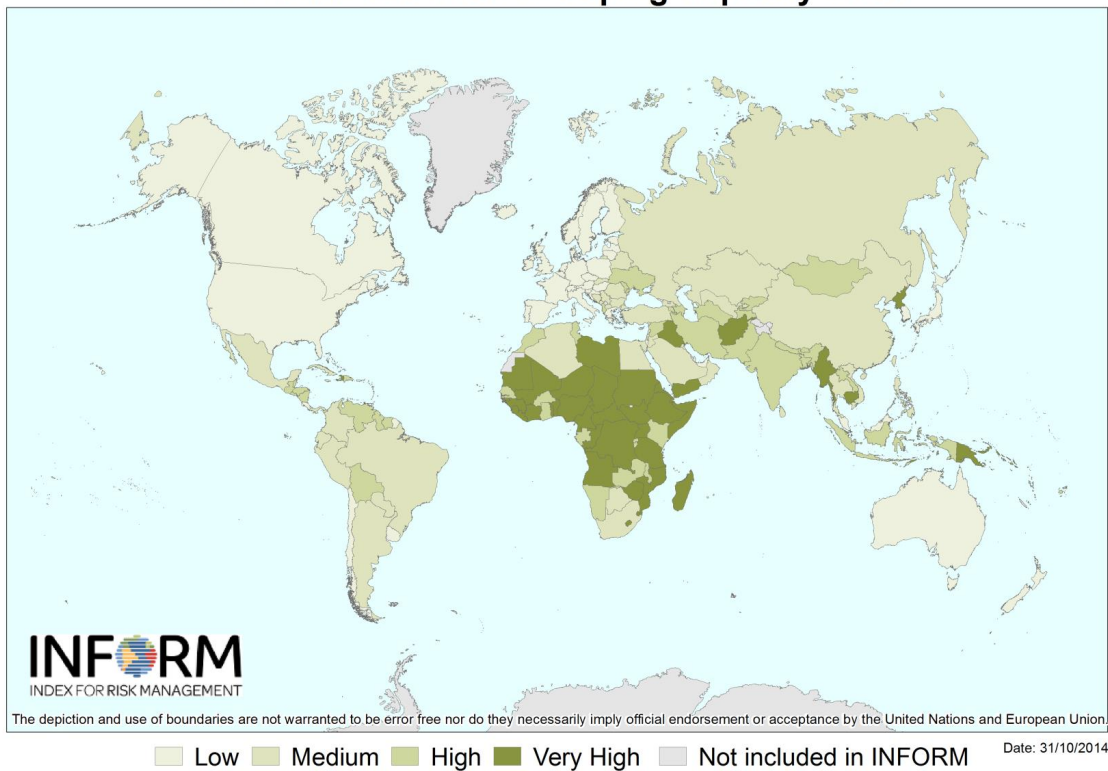 INFORM
INDEX FOR RISK MANAGEMENT
The depiction and use of boundaries are not warranted to be error free nor do they necessarily imply official endorsement or acceptance by the United Nations and European Union.
Low Medium High Very High Not included in INFORM Date: 31/10/2014